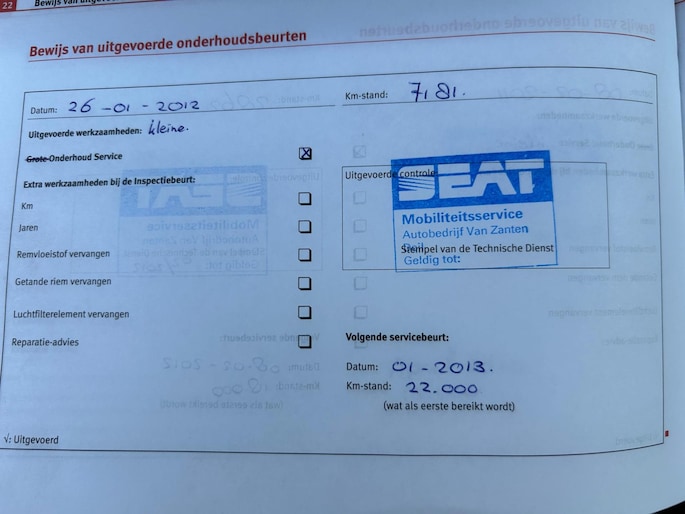 22
Bewijs van uitgevoerde onderhoudsbeurten
Datum: 26-01-2012
Km-stand: 7181.
Uitgevoerde werkzaamheden: kleine.
Grote Onderhoud Service
Extra werkzaamheden bij de Inspectiebeurt:
Km
Jaren
Remvloeistof vervangen
Getande riem vervangen
Luchtfilterelement vervangen
Reparatie-advies
Uitgevoerde controle
SEAT
Mobiliteitsservice
Autobedrijf Van Zanten
Stempel van de Technische Dienst
Geldig tot:
Volgende servicebeurt:
Datum: 01-2013.
Km-stand: 22.000
(wat als eerste bereikt wordt)
√: Uitgevoerd